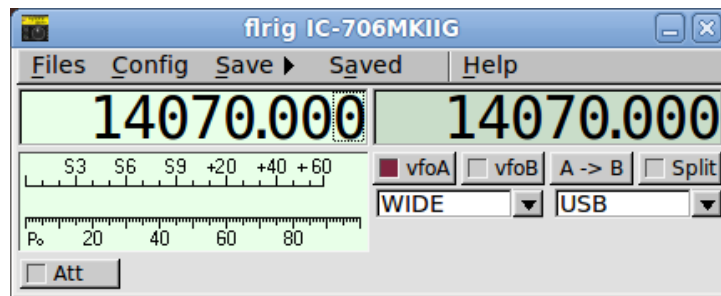 flrig IC-706MKIIG
Files Config Save Saved Help
14070.000 14070.000
S3 S6 S9 +20 +40 +60
vfoA vfoB A -> B Split
WIDE USB
Po 20 40 60 80
Att